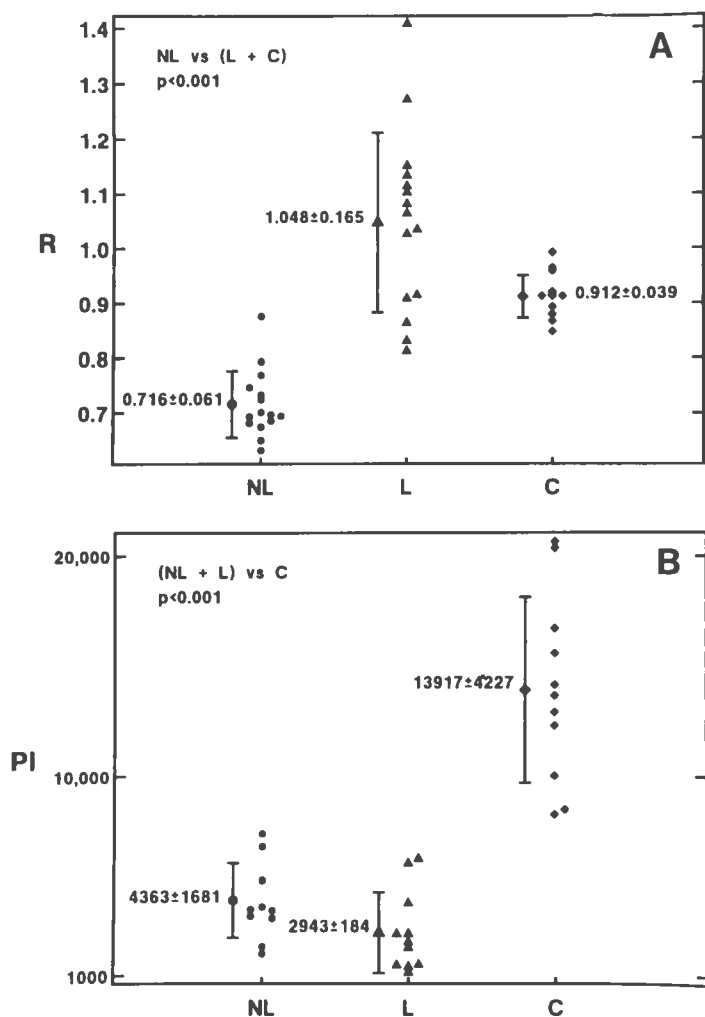 1.4
NL vs (L + C)
A
p<0.001
1.3
1.2
1.1
1.048±0.165
1.0
R
0.9
0.912±0.039
0.8
0.716±0.061
0.7
NL
L
C
20,000
(NL + L) vs C
B
p<0.001
13917±4227
PI
10,000
4363±1681
2943±184
1000
NL
L
C